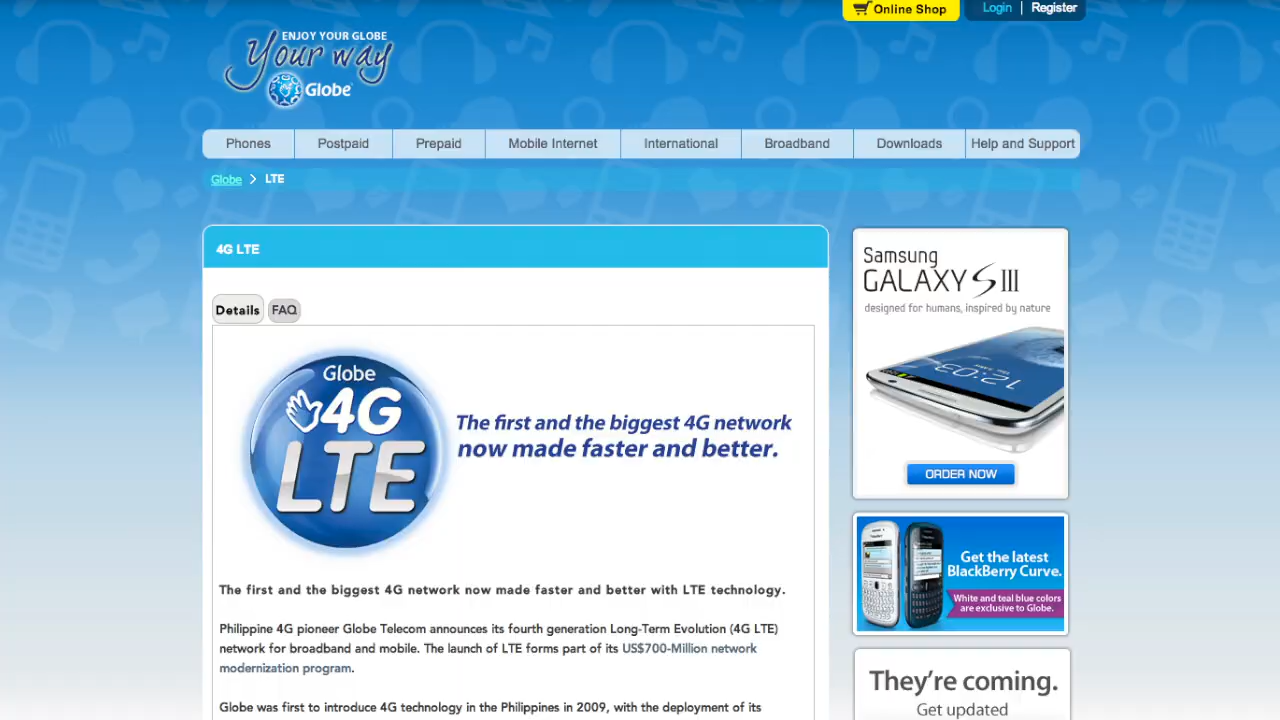 Online Shop
Login | Register
ENJOY YOUR GLOBE
Your way
Globe
Phones
Postpaid
Prepaid
Mobile Internet
International
Broadband
Downloads
Help and Support
Globe > LTE
4G LTE
Details
FAQ
Globe
4G
LTE
The first and the biggest 4G network
now made faster and better.
The first and the biggest 4G network now made faster and better with LTE technology.
Philippine 4G pioneer Globe Telecom announces its fourth generation Long-Term Evolution (4G LTE)
network for broadband and mobile. The launch of LTE forms part of its US$700-Million network
modernization program.
Globe was first to introduce 4G technology in the Philippines in 2009, with the deployment of its
Samsung
GALAXY S III
designed for humans, inspired by nature
12:03
ORDER NOW
Get the latest
BlackBerry Curve.
White and teal blue colors
are exclusive to Globe.
They're coming.
Get updated